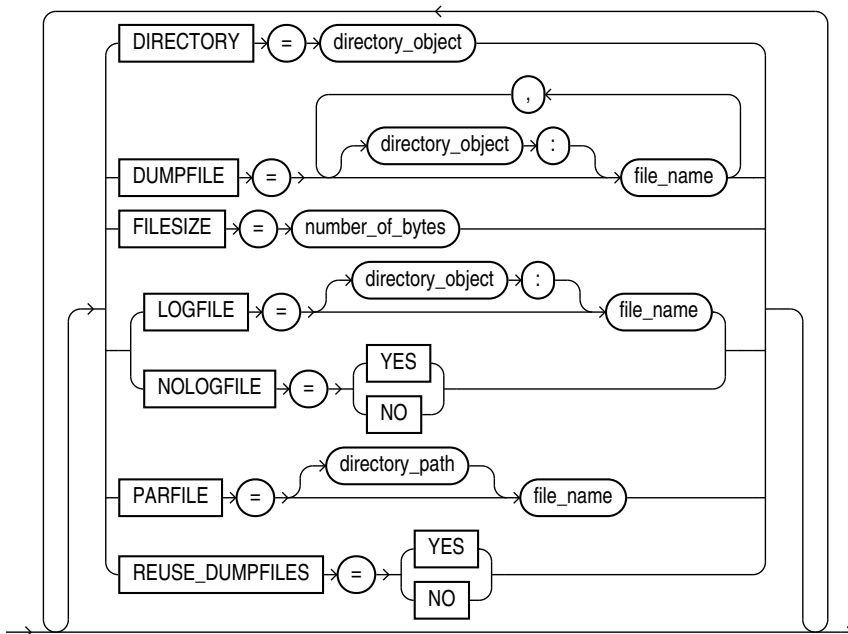 DIRECTORY = directory_object
,
directory_object :
DUMPFILE = file_name
FILESIZE = number_of_bytes
directory_object :
LOGFILE = file_name
YES
NOLOGFILE =
NO
directory_path
PARFILE = file_name
YES
REUSE_DUMPFILES =
NO